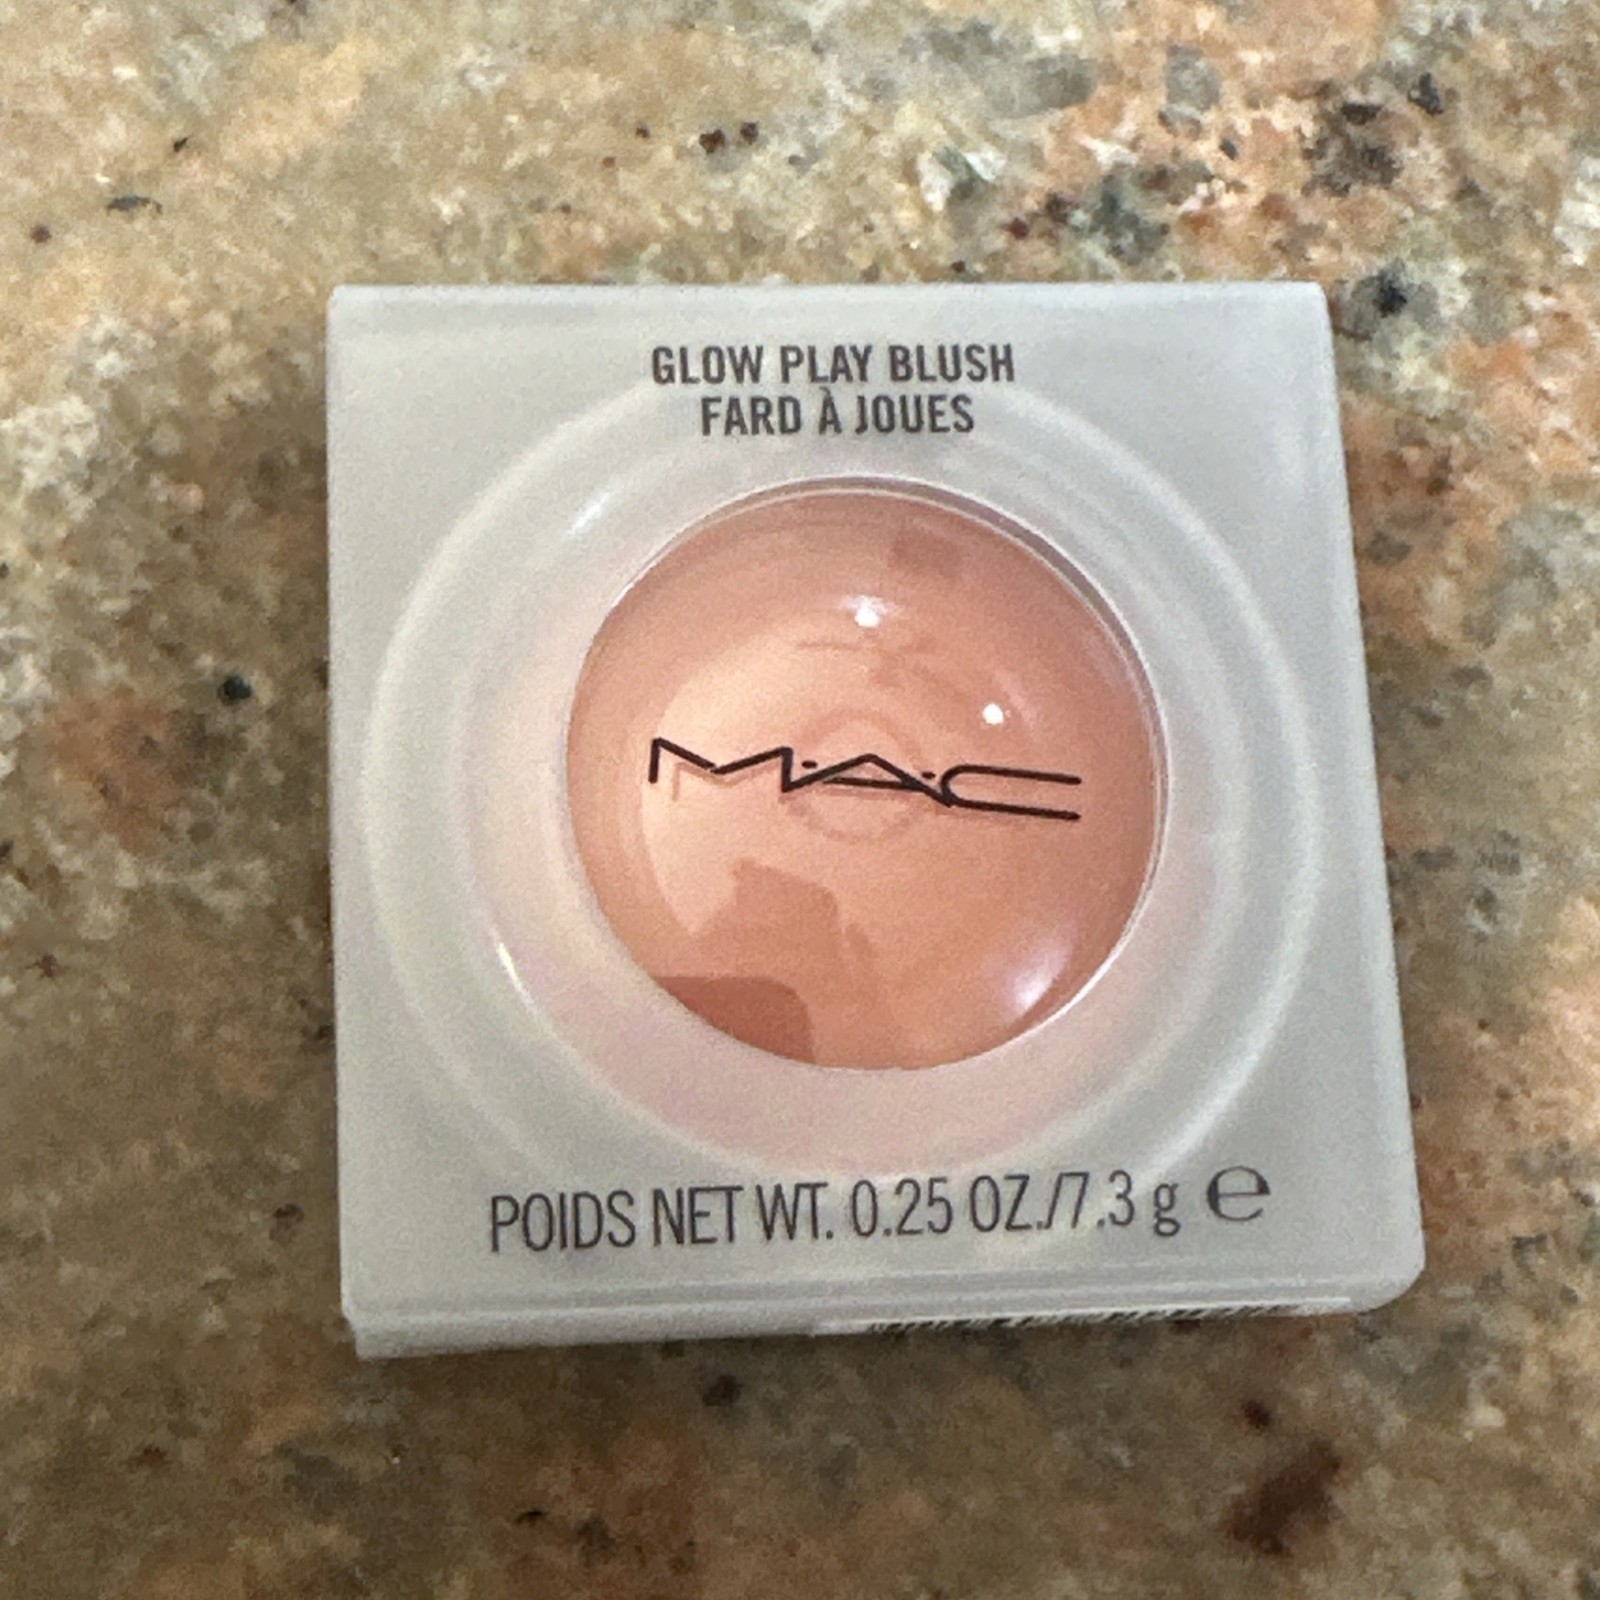 GLOW PLAY BLUSH
FARD À JOUES
M·A·C
POIDS NET WT. 0.25 OZ./7.3 g ℮